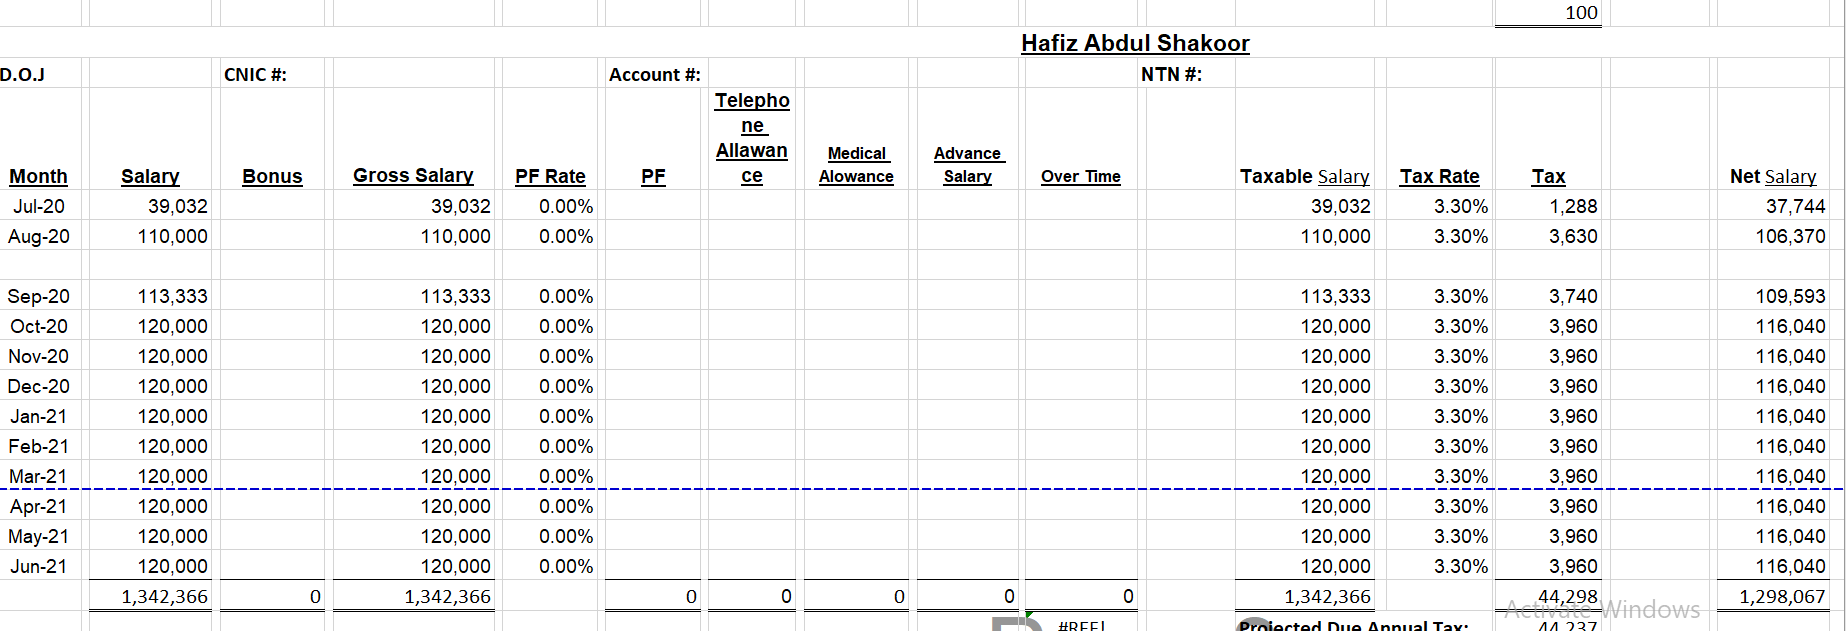 100
Hafiz Abdul Shakoor
D.O.J CNIC #: Account #: NTN #:
Month Salary Bonus Gross Salary PF Rate PF Telepho ne Allawan ce Medical Alowance Advance Salary Over Time Taxable Salary Tax Rate Tax Net Salary
Jul-20 39,032 39,032 0.00% 39,032 3.30% 1,288 37,744
Aug-20 110,000 110,000 0.00% 110,000 3.30% 3,630 106,370
Sep-20 113,333 113,333 0.00% 113,333 3.30% 3,740 109,593
Oct-20 120,000 120,000 0.00% 120,000 3.30% 3,960 116,040
Nov-20 120,000 120,000 0.00% 120,000 3.30% 3,960 116,040
Dec-20 120,000 120,000 0.00% 120,000 3.30% 3,960 116,040
Jan-21 120,000 120,000 0.00% 120,000 3.30% 3,960 116,040
Feb-21 120,000 120,000 0.00% 120,000 3.30% 3,960 116,040
Mar-21 120,000 120,000 0.00% 120,000 3.30% 3,960 116,040
Apr-21 120,000 120,000 0.00% 120,000 3.30% 3,960 116,040
May-21 120,000 120,000 0.00% 120,000 3.30% 3,960 116,040
Jun-21 120,000 120,000 0.00% 120,000 3.30% 3,960 116,040
1,342,366 0 1,342,366 0 0 0 0 0 1,342,366 44,298 1,298,067
Activate Windows
#REF! Projected Due Annual Tax: 44,237